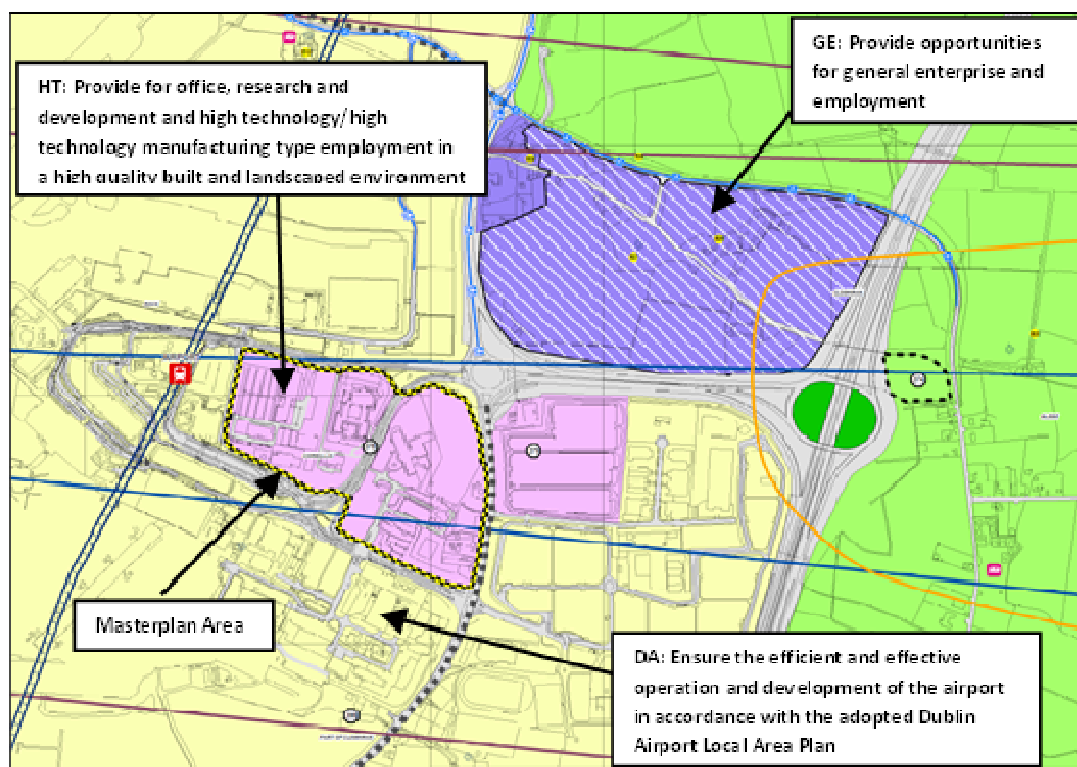 HT: Provide for office, research and
development and high technology/high
technology manufacturing type employment in
a high quality built and landscaped environment
GE: Provide opportunities
for general enterprise and
employment
Masterplan Area
DA: Ensure the efficient and effective
operation and development of the airport
in accordance with the adopted Dublin
Airport Local Area Plan